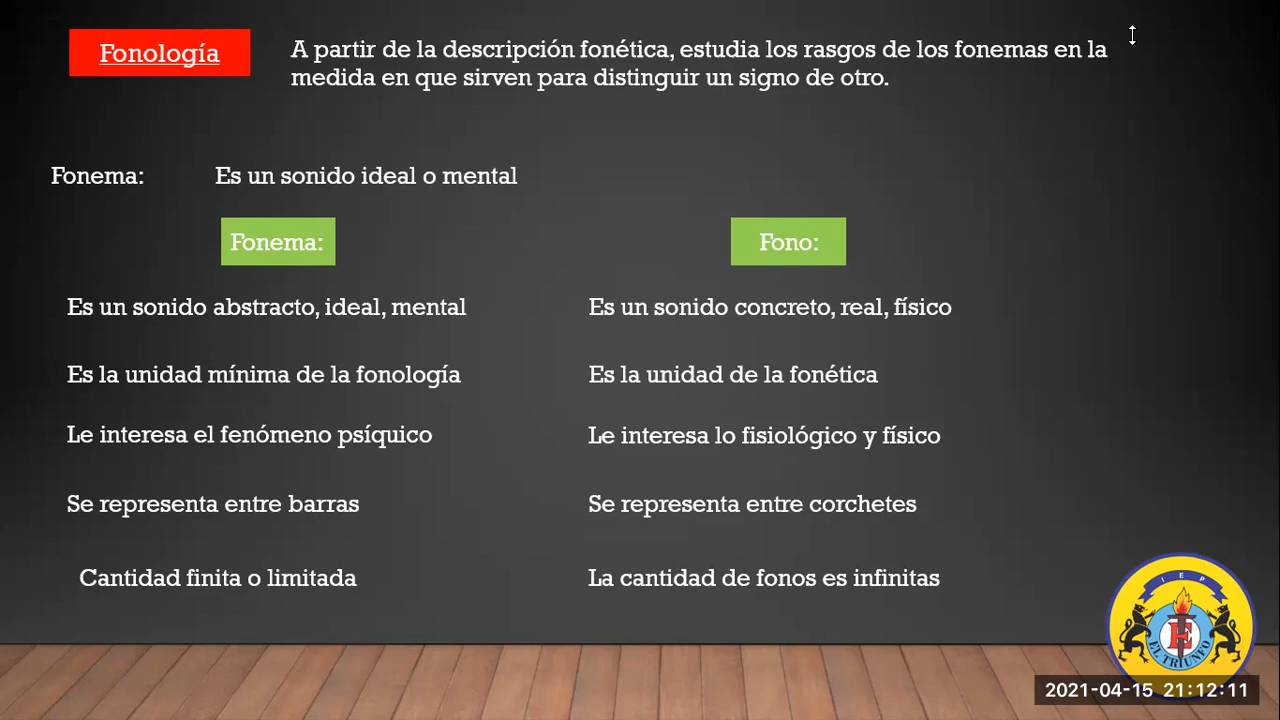 Fonología
A partir de la descripción fonética, estudia los rasgos de los fonemas en la
medida en que sirven para distinguir un signo de otro.
Fonema: Es un sonido ideal o mental
Fonema: Fono:
Es un sonido abstracto, ideal, mental Es un sonido concreto, real, físico
Es la unidad mínima de la fonología Es la unidad de la fonética
Le interesa el fenómeno psíquico Le interesa lo fisiológico y físico
Se representa entre barras Se representa entre corchetes
Cantidad finita o limitada La cantidad de fonos es infinitas
I E P
E
EL TRIUNFO
2021-04-15 21:12:11